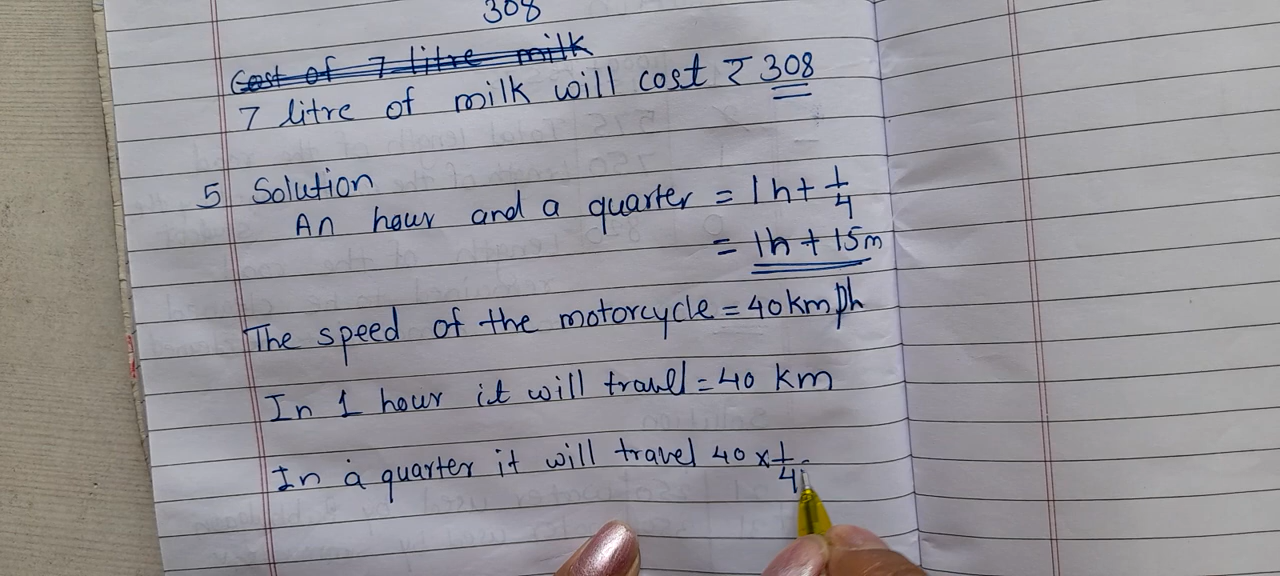 308
Cost of 7 litre milk
7 litre of milk will cost ₹ 308
5 Solution
An hour and a quarter = 1h + 1/4
= 1h + 15m
The speed of the motorcycle = 40kmph
In 1 hour it will travel = 40 km
In a quarter it will travel 40 × 1/4